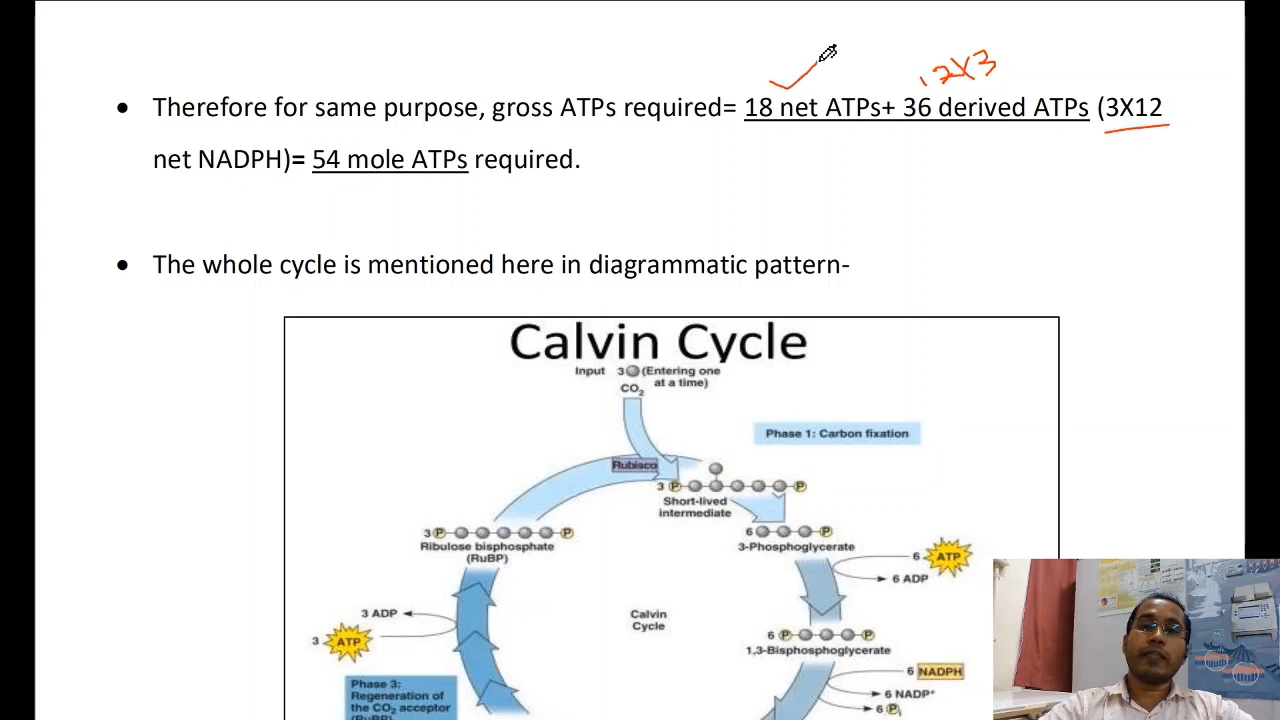 12X3
• Therefore for same purpose, gross ATPs required= 18 net ATPs+ 36 derived ATPs (3X12
net NADPH)= 54 mole ATPs required.
• The whole cycle is mentioned here in diagrammatic pattern-
Calvin Cycle
Input 3 (Entering one
at a time)
CO₂
Phase 1: Carbon fixation
Rubisco
3 P P
Short-lived
intermediate
3 P P
Ribulose bisphosphate
(RuBP)
6 P
3-Phosphoglycerate
6 ATP
6 ADP
3 ADP
3 ATP
Calvin
Cycle
6 P P
1,3-Bisphosphoglycerate
6 NADPH
6 NADP⁺
6 Pi
Phase 3:
Regeneration of
the CO₂ acceptor
(RuBP)